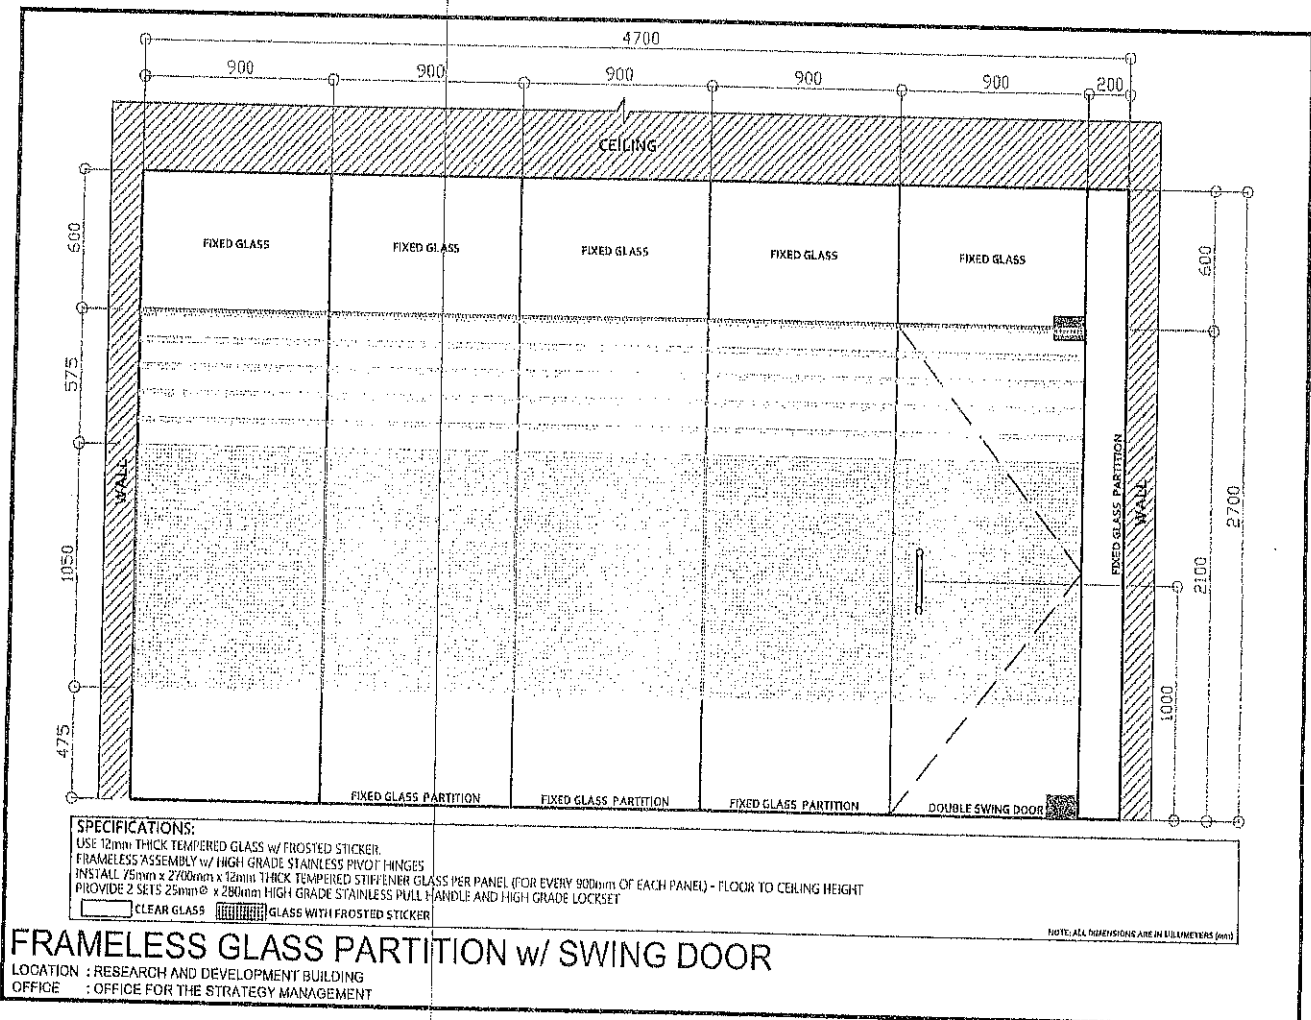 4700
900 900 900 900 900 200
CEILING
FIXED GLASS FIXED GLASS FIXED GLASS FIXED GLASS FIXED GLASS
600
575
1050
475
WALL
FIXED GLASS PARTITION
WALL
600
2100
2700
1000
FIXED GLASS PARTITION FIXED GLASS PARTITION FIXED GLASS PARTITION DOUBLE SWING DOOR
SPECIFICATIONS:
USE 12mm THICK TEMPERED GLASS w/ FROSTED STICKER.
FRAMELESS ASSEMBLY w/ HIGH GRADE STAINLESS PIVOT HINGES
INSTALL 75mm x 2700mm x 12mm THICK TEMPERED STIFFENER GLASS PER PANEL (FOR EVERY 900mm OF EACH PANEL) - FLOOR TO CEILING HEIGHT
PROVIDE 2 SETS 25mmØ x 280mm HIGH GRADE STAINLESS PULL HANDLE AND HIGH GRADE LOCKSET
CLEAR GLASS GLASS WITH FROSTED STICKER
NOTE: ALL DIMENSIONS ARE IN MILLIMETERS (mm)
FRAMELESS GLASS PARTITION w/ SWING DOOR
LOCATION : RESEARCH AND DEVELOPMENT BUILDING
OFFICE : OFFICE FOR THE STRATEGY MANAGEMENT